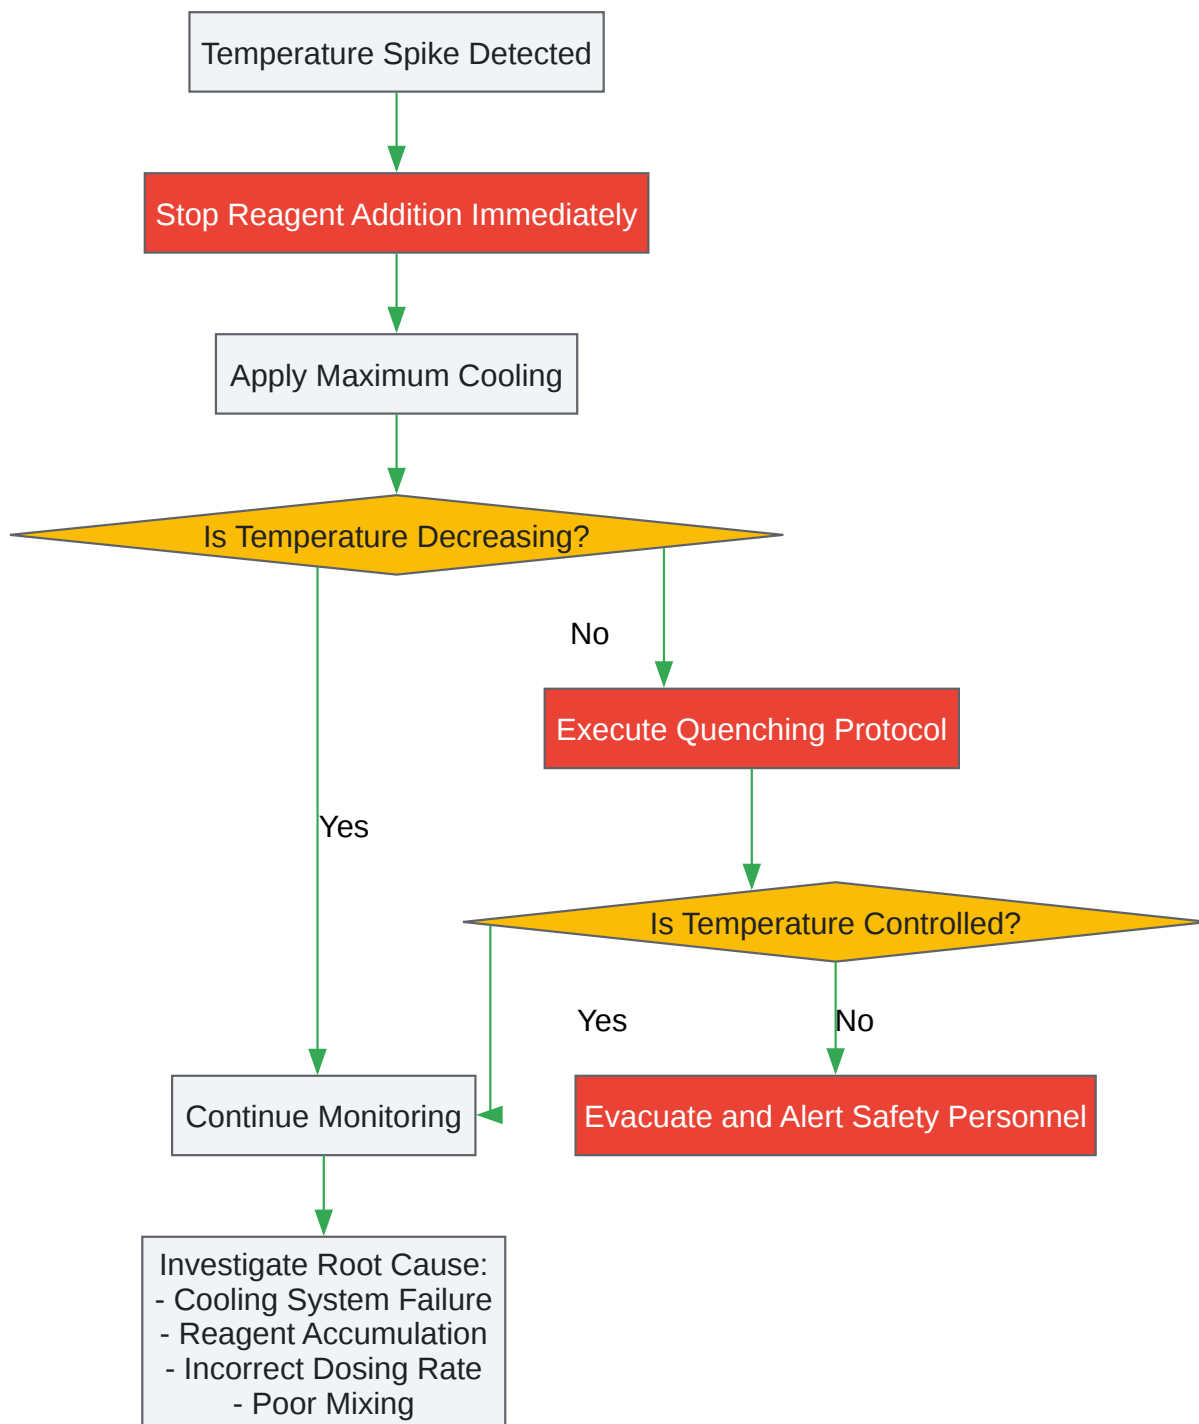 Temperature Spike Detected
Stop Reagent Addition Immediately
Apply Maximum Cooling
Is Temperature Decreasing?
No
Execute Quenching Protocol
Yes
Is Temperature Controlled?
Yes
No
Continue Monitoring
Evacuate and Alert Safety Personnel
Investigate Root Cause:
- Cooling System Failure
- Reagent Accumulation
- Incorrect Dosing Rate
- Poor Mixing